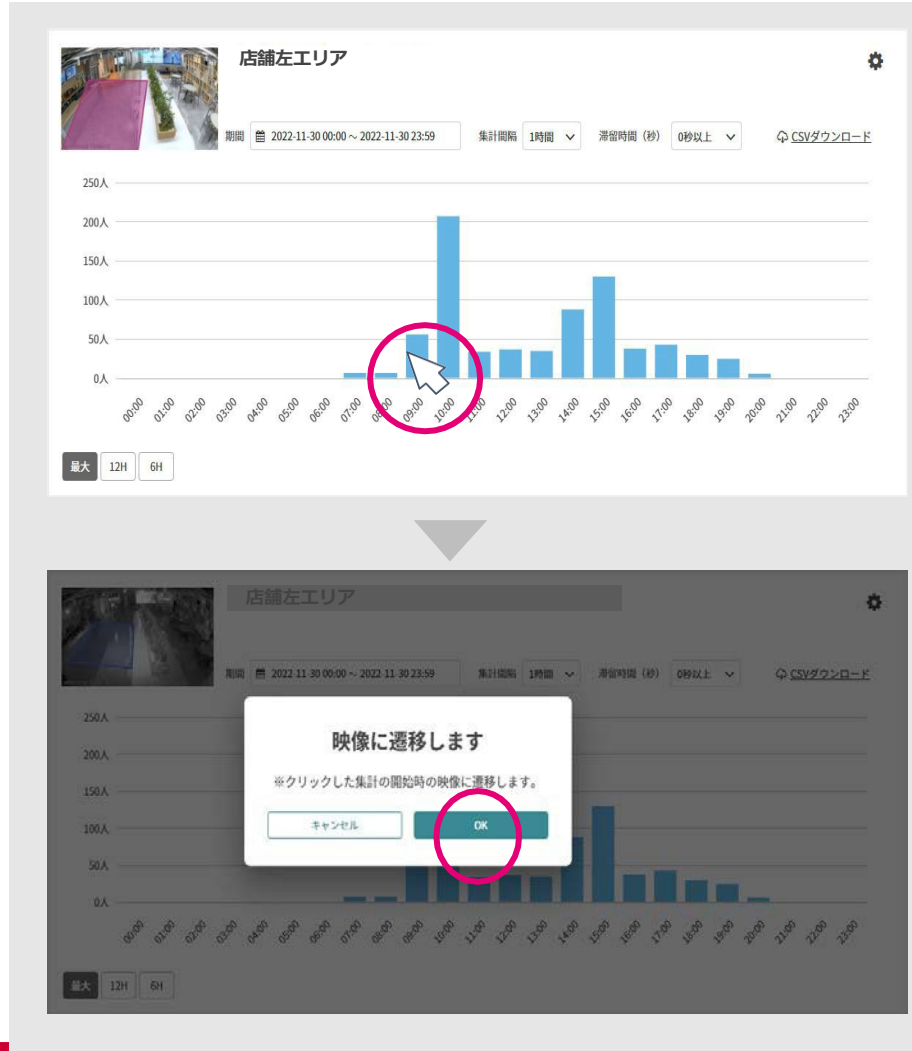 店舗左エリア
期間 2022-11-30 00:00 ~ 2022-11-30 23:59 集計間隔 1時間 滞留時間（秒） 0秒以上 CSVダウンロード
250人
200人
150人
100人
50人
0人
00:00 01:00 02:00 03:00 04:00 05:00 06:00 07:00 08:00 09:00 10:00 11:00 12:00 13:00 14:00 15:00 16:00 17:00 18:00 19:00 20:00 21:00 22:00 23:00
最大 12H 6H
店舗左エリア
期間 2022-11-30 00:00 ~ 2022-11-30 23:59 集計間隔 1時間 滞留時間（秒） 0秒以上 CSVダウンロード
250人
200人
150人
100人
50人
0人
映像に遷移します
※クリックした集計の開始時の映像に遷移します。
キャンセル OK
00:00 01:00 02:00 03:00 04:00 05:00 06:00 07:00 08:00 09:00 10:00 11:00 12:00 13:00 14:00 15:00 16:00 17:00 18:00 19:00 20:00 21:00 22:00 23:00
最大 12H 6H